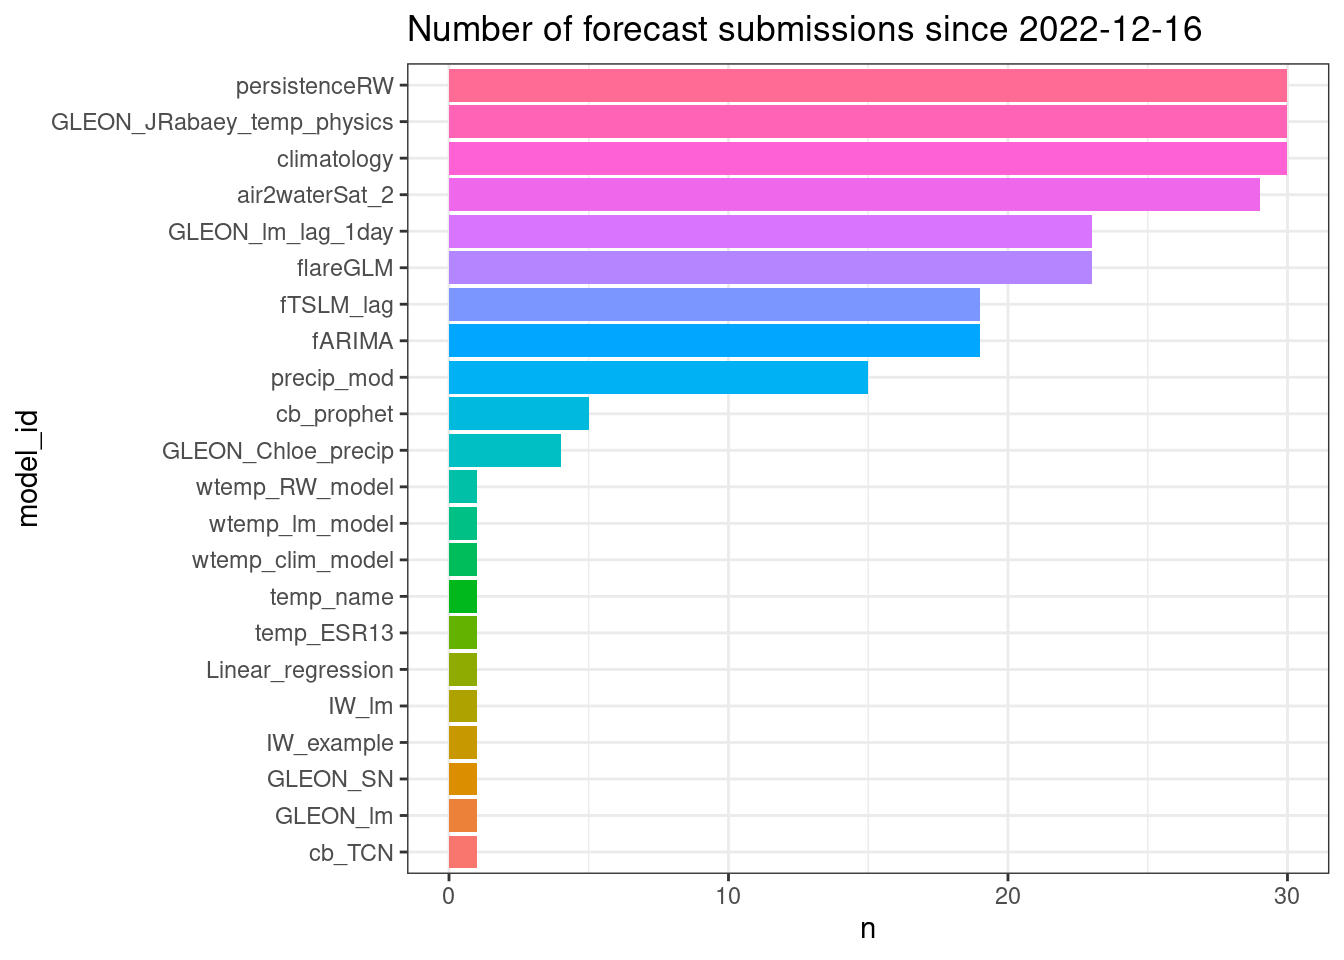 Number of forecast submissions since 2022-12-16
persistenceRW
GLEON_JRabaey_temp_physics
climatology
air2waterSat_2
GLEON_lm_lag_1day
flareGLM
fTSLM_lag
fARIMA
precip_mod
cb_prophet
GLEON_Chloe_precip
wtemp_RW_model
wtemp_lm_model
wtemp_clim_model
temp_name
temp_ESR13
Linear_regression
IW_lm
IW_example
GLEON_SN
GLEON_lm
cb_TCN
model_id
0 10 20 30
n